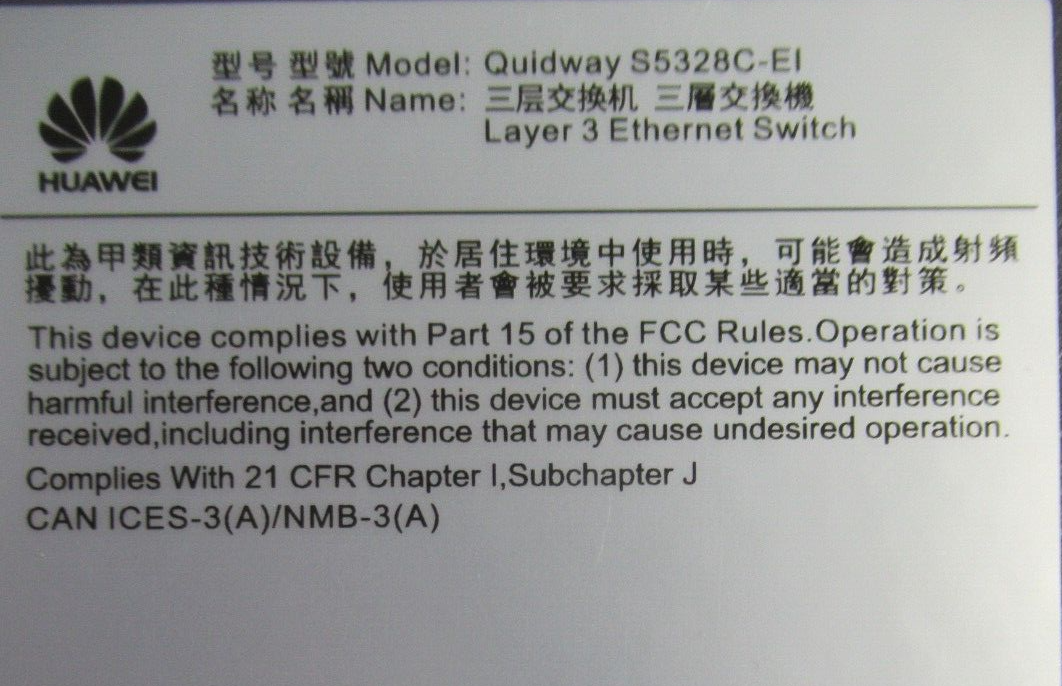 型号 型號 Model: Quidway S5328C-EI
名称 名稱 Name: 三层交换机 三層交換機
Layer 3 Ethernet Switch
HUAWEI
此為甲類資訊技術設備，於居住環境中使用時，可能會造成射頻
擾動，在此種情況下，使用者會被要求採取某些適當的對策。
This device complies with Part 15 of the FCC Rules.Operation is
subject to the following two conditions: (1) this device may not cause
harmful interference,and (2) this device must accept any interference
received,including interference that may cause undesired operation.
Complies With 21 CFR Chapter I,Subchapter J
CAN ICES-3(A)/NMB-3(A)